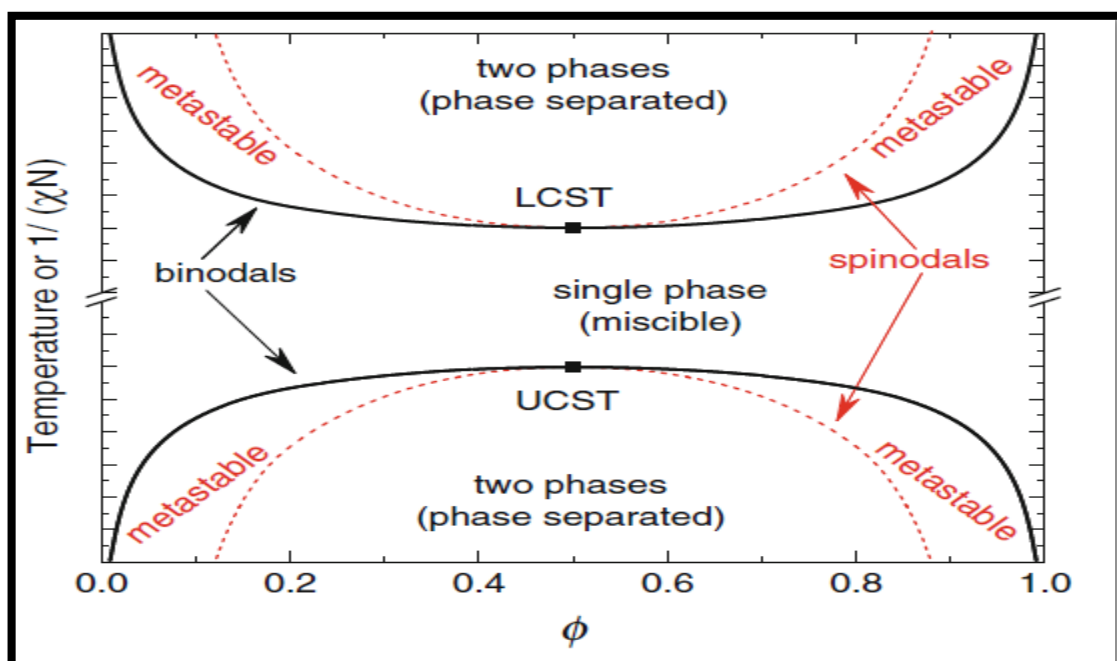 two phases
(phase separated)
metastable
metastable
LCST
binodals
spinodals
single phase
(miscible)
UCST
metastable
metastable
two phases
(phase separated)
Temperature or 1/ (χN)
0.0 0.2 0.4 0.6 0.8 1.0
ϕ